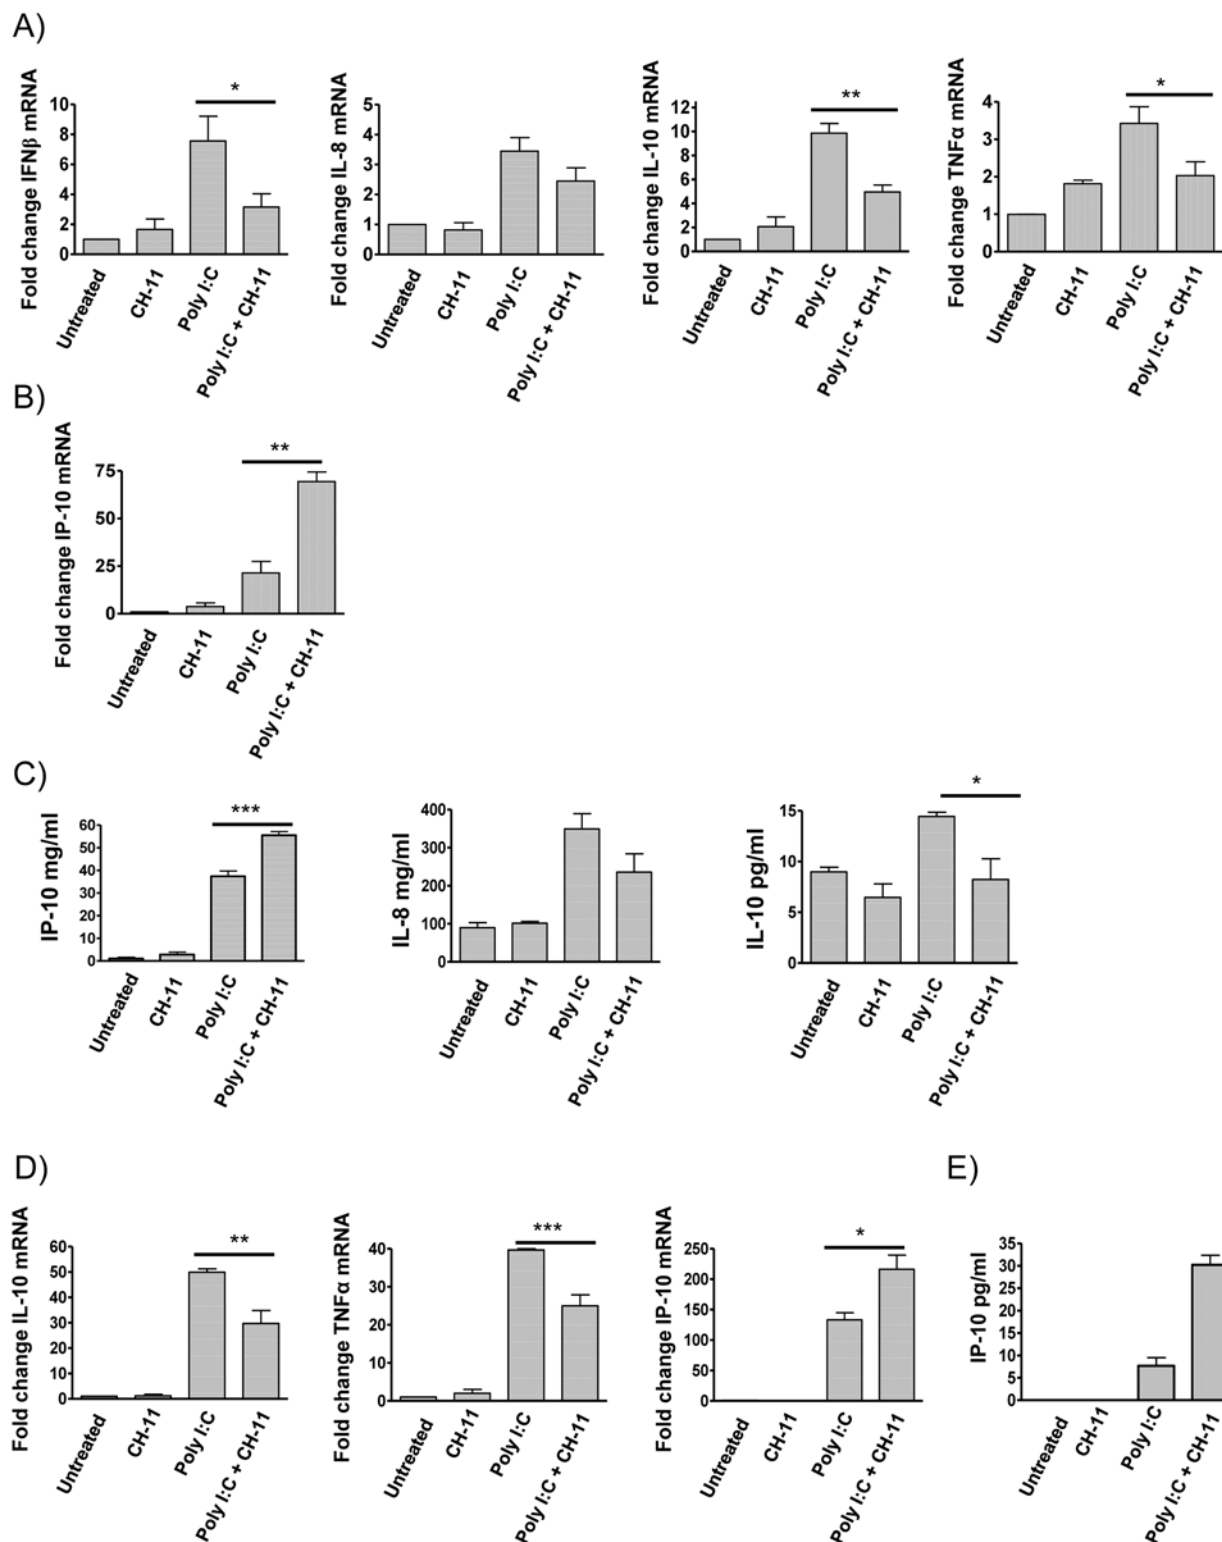 A)
Fold change IFNβ mRNA
10
8
6
4
2
0
*
Untreated
CH-11
Poly I:C
Poly I:C + CH-11
Fold change IL-8 mRNA
5
4
3
2
1
0
Untreated
CH-11
Poly I:C
Poly I:C + CH-11
Fold change IL-10 mRNA
12
10
8
6
4
2
0
**
Untreated
CH-11
Poly I:C
Poly I:C + CH-11
Fold change TNFα mRNA
4
3
2
1
0
*
Untreated
CH-11
Poly I:C
Poly I:C + CH-11
B)
Fold change IP-10 mRNA
75
50
25
0
**
Untreated
CH-11
Poly I:C
Poly I:C + CH-11
C)
IP-10 mg/ml
60
50
40
30
20
10
0
***
Untreated
CH-11
Poly I:C
Poly I:C + CH-11
IL-8 mg/ml
400
300
200
100
0
Untreated
CH-11
Poly I:C
Poly I:C + CH-11
IL-10 pg/ml
15
10
5
0
*
Untreated
CH-11
Poly I:C
Poly I:C + CH-11
D)
Fold change IL-10 mRNA
60
50
40
30
20
10
0
**
Untreated
CH-11
Poly I:C
Poly I:C + CH-11
Fold change TNFα mRNA
40
30
20
10
0
***
Untreated
CH-11
Poly I:C
Poly I:C + CH-11
Fold change IP-10 mRNA
250
200
150
100
50
0
*
Untreated
CH-11
Poly I:C
Poly I:C + CH-11
E)
IP-10 pg/ml
35
30
25
20
15
10
5
0
Untreated
CH-11
Poly I:C
Poly I:C + CH-11